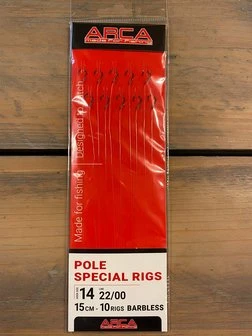 ARCA
Made for fishing
Designed to catch
POLE
SPECIAL RIGS
14 22/00
15CM - 10 RIGS BARBLESS
ARCA